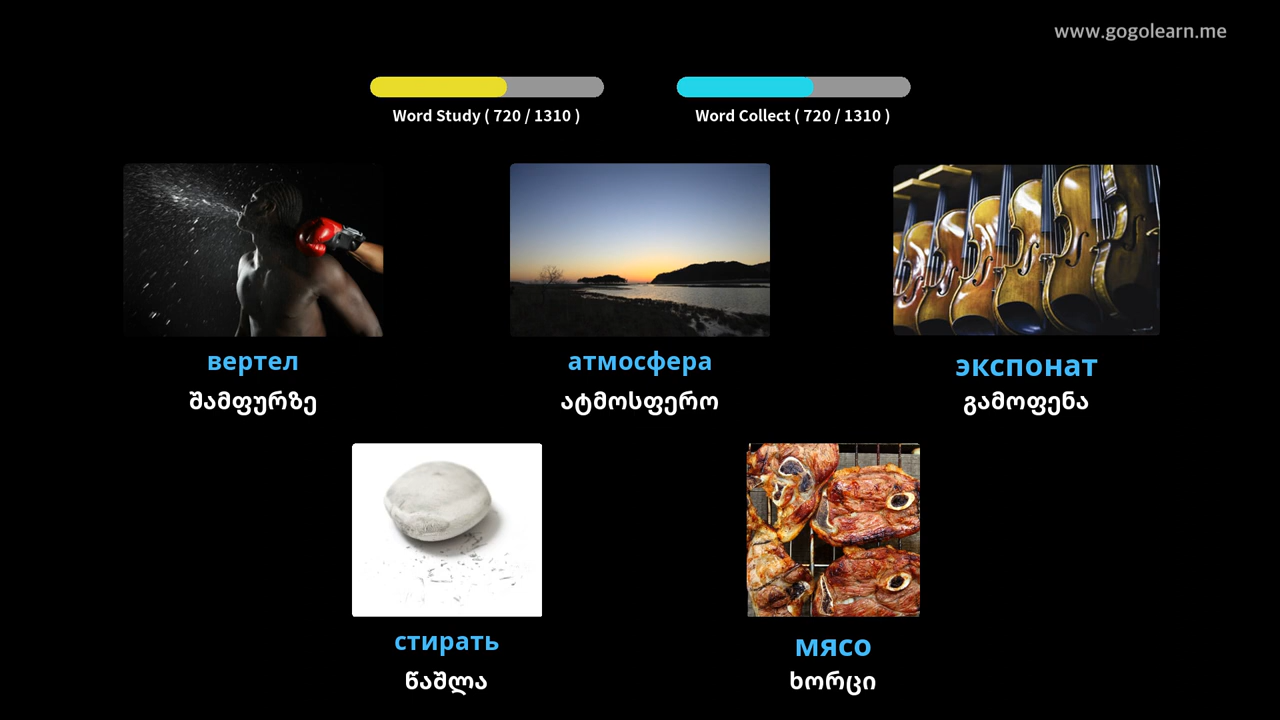 www.gogolearn.me
Word Study ( 720 / 1310 )
Word Collect ( 720 / 1310 )
вертел
შამფურზე
атмосфера
ატმოსფერო
экспонат
გამოფენა
стирать
წაშლა
мясо
ხორცი